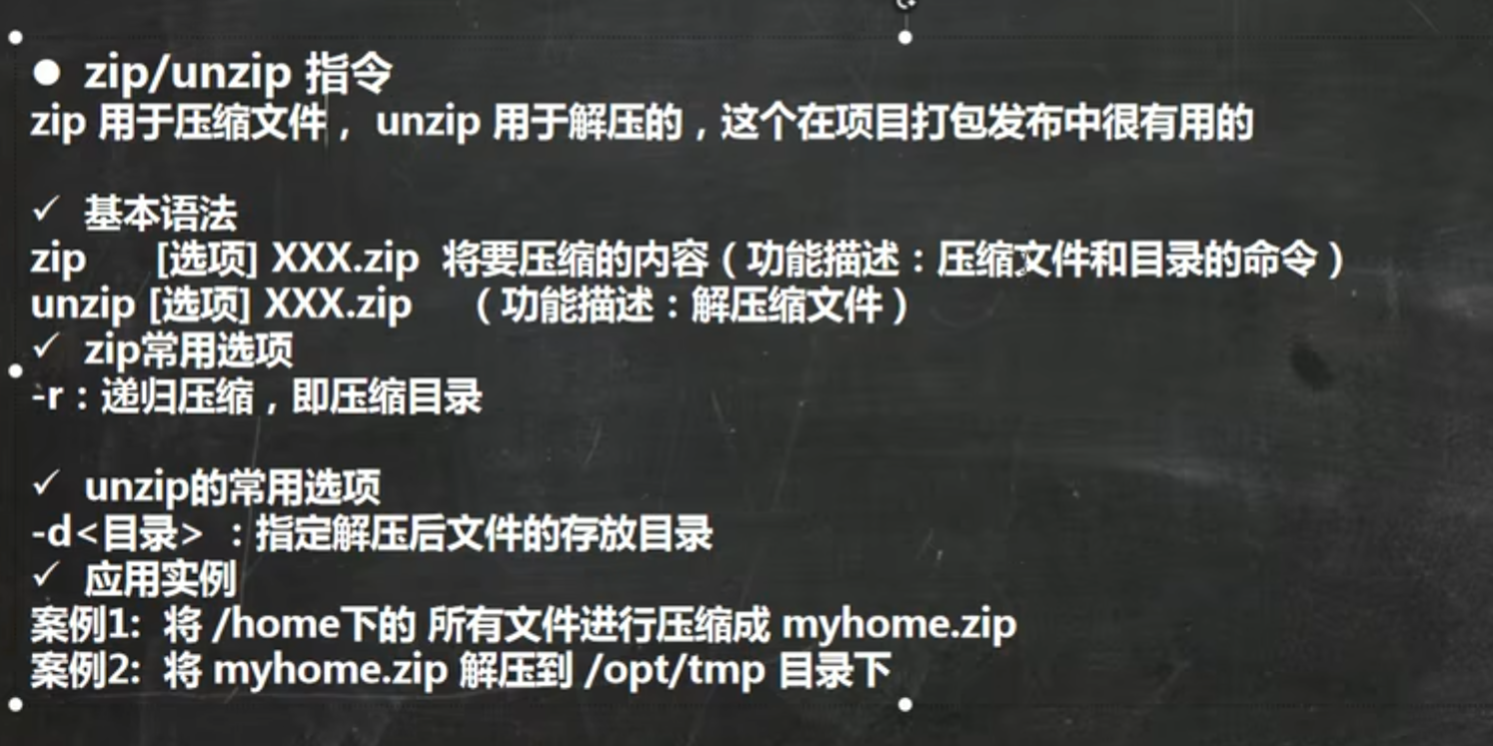 ● zip/unzip 指令
zip 用于压缩文件， unzip 用于解压的，这个在项目打包发布中很有用的
✓ 基本语法
zip [选项] XXX.zip 将要压缩的内容（功能描述：压缩文件和目录的命令）
unzip [选项] XXX.zip （功能描述：解压缩文件）
✓ zip常用选项
-r：递归压缩，即压缩目录
✓ unzip的常用选项
-d<目录> ：指定解压后文件的存放目录
✓ 应用实例
案例1: 将 /home下的 所有文件进行压缩成 myhome.zip
案例2: 将 myhome.zip 解压到 /opt/tmp 目录下